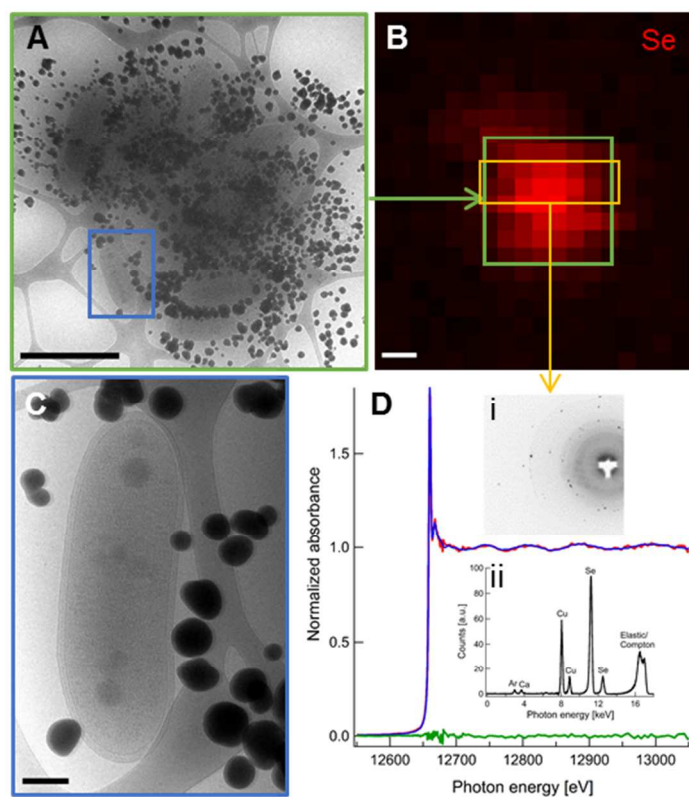 A
B
Se
C
D
i
1.5
1.0
0.5
0.0
Normalized absorbance
ii
100
80
60
40
20
0
Counts [a.u.]
Ar
Ca
Cu
Cu
Se
Se
Elastic/
Compton
0
4
8
12
16
Photon energy [keV]
12600
12700
12800
12900
13000
Photon energy [eV]